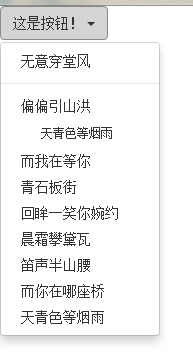 这是按钮！
无意穿堂风
偏偏引山洪
天青色等烟雨
而我在等你
青石板街
回眸一笑你婉约
晨霜攀黛瓦
笛声半山腰
而你在哪座桥
天青色等烟雨